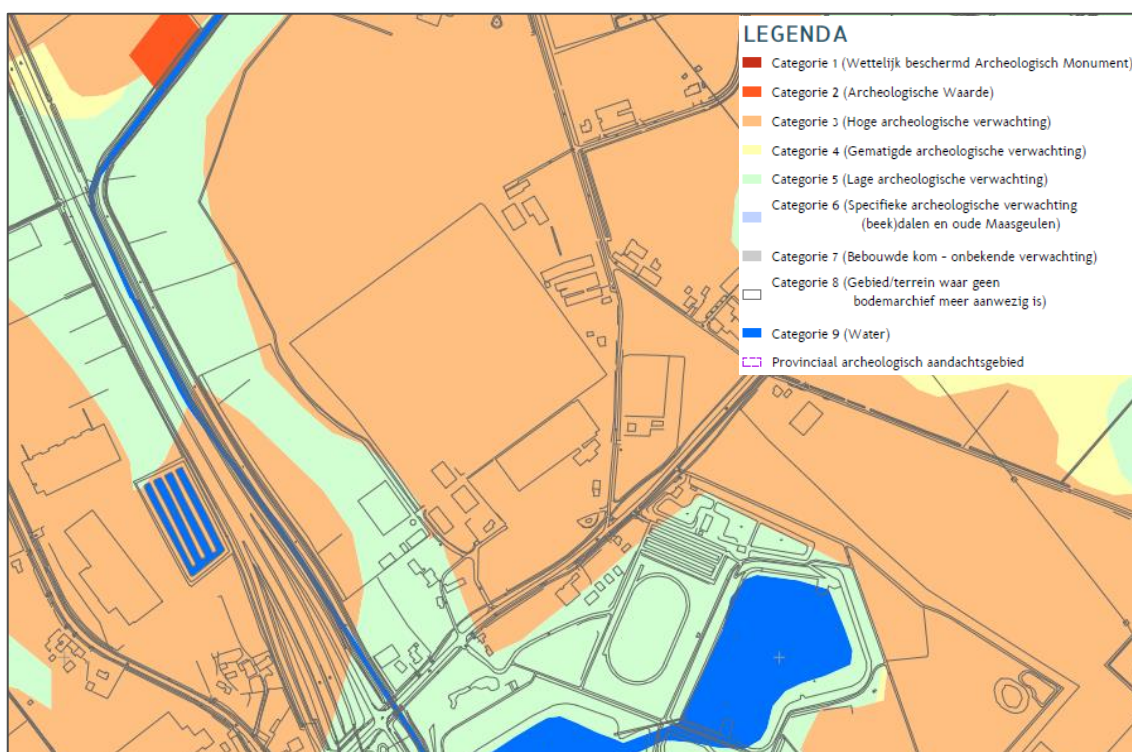 LEGENDA
Categorie 1 (Wettelijk beschermd Archeologisch Monument)
Categorie 2 (Archeologische Waarde)
Categorie 3 (Hoge archeologische verwachting)
Categorie 4 (Gematigde archeologische verwachting)
Categorie 5 (Lage archeologische verwachting)
Categorie 6 (Specifieke archeologische verwachting
(beek)dalen en oude Maasgeulen)
Categorie 7 (Bebouwde kom - onbekende verwachting)
Categorie 8 (Gebied/terrein waar geen
bodemarchief meer aanwezig is)
Categorie 9 (Water)
Provinciaal archeologisch aandachtsgebied